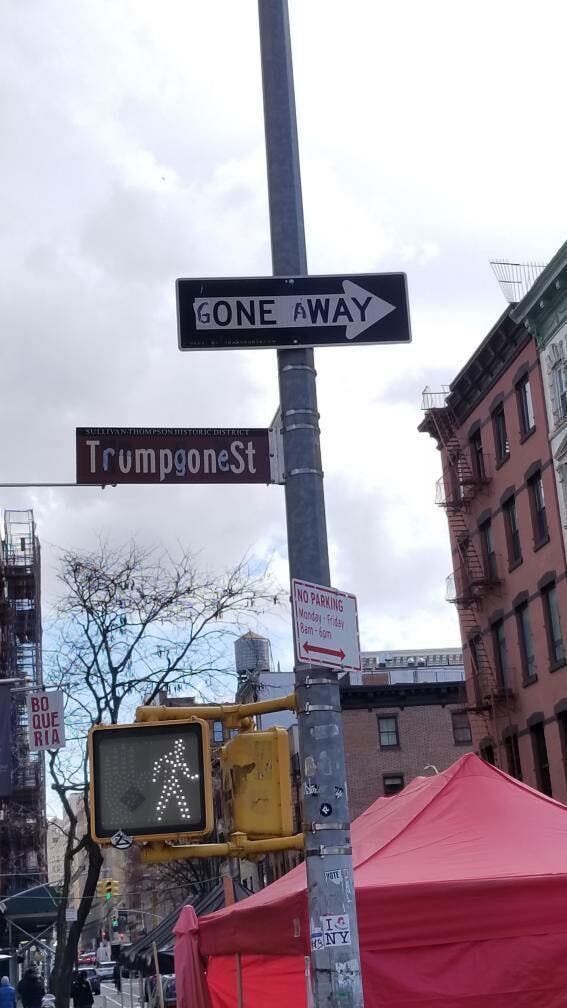 GONE AWAY
SULLIVAN-THOMPSON HISTORIC DISTRICT
TrumpgoneSt
NO PARKING
Monday - Friday
8am - 6pm
BO
QUE
RIA
VOTE
I
NY